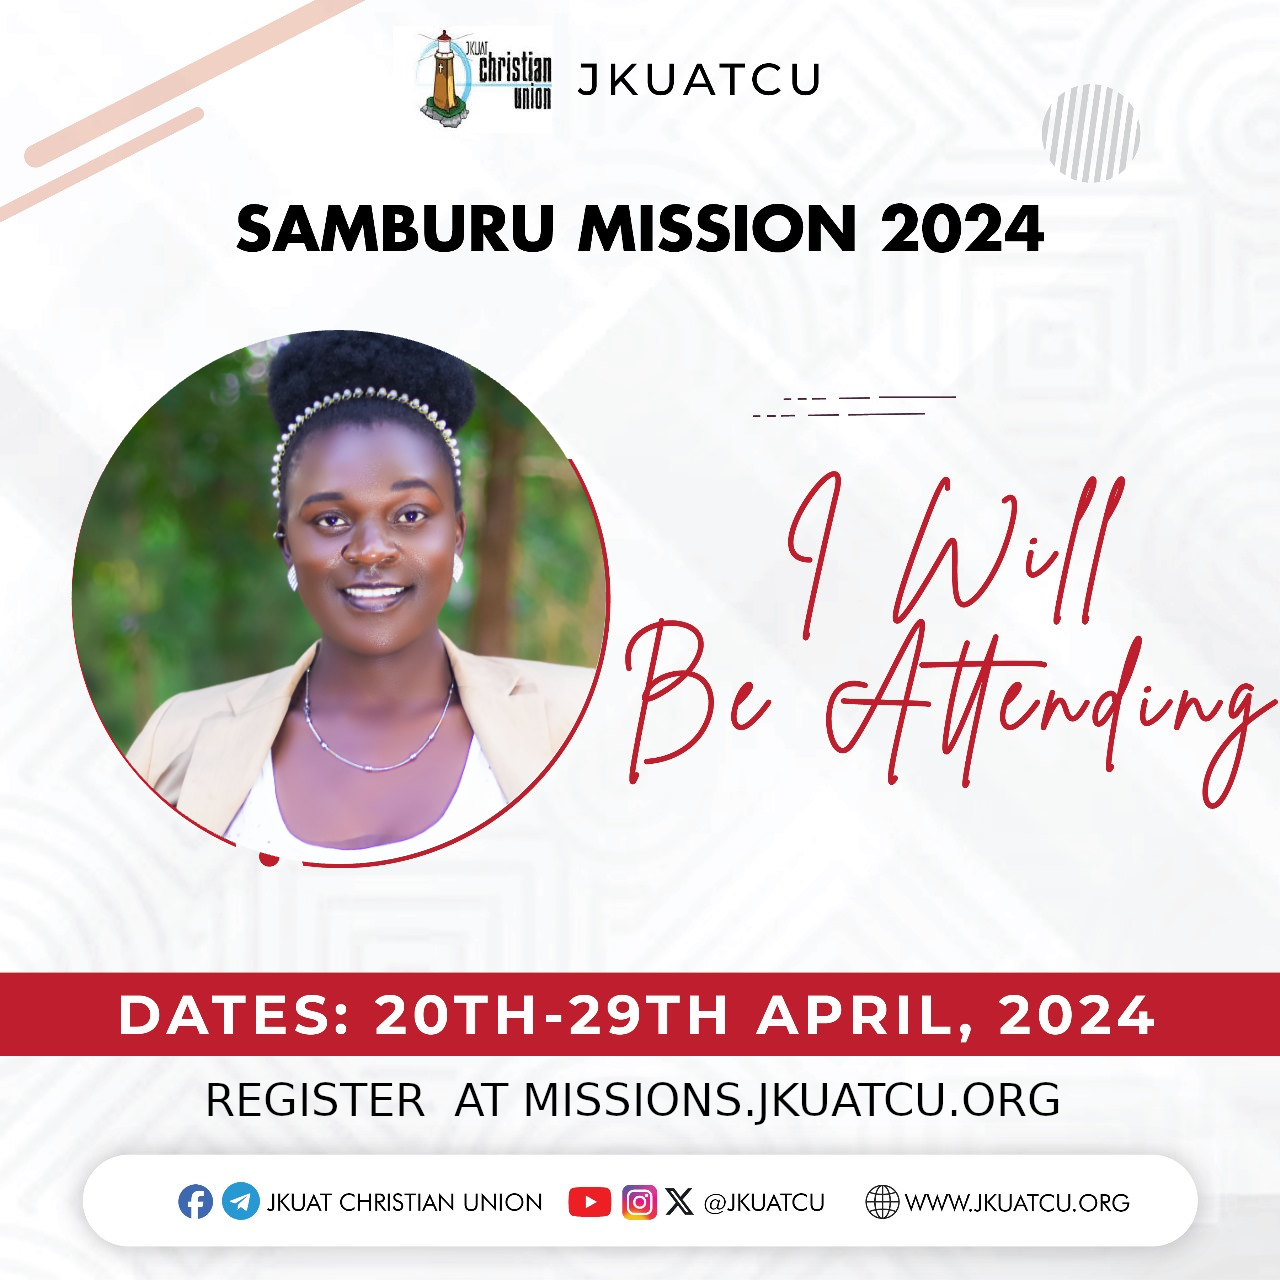 JKUAT
christian
union
JKUATCU
SAMBURU MISSION 2024
I Will
Be Attending
DATES: 20TH-29TH APRIL, 2024
REGISTER AT MISSIONS.JKUATCU.ORG
JKUAT CHRISTIAN UNION @JKUATCU WWW.JKUATCU.ORG